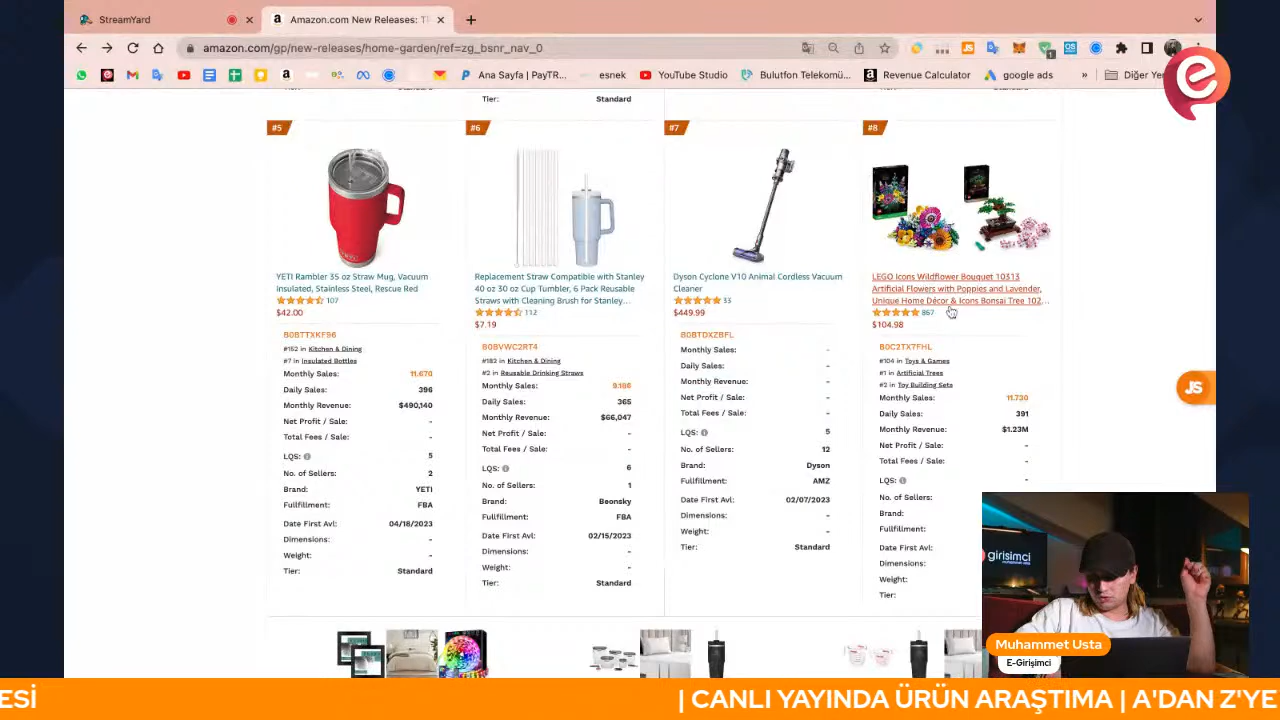 StreamYard
Amazon.com New Releases: Th
amazon.com/gp/new-releases/home-garden/ref=zg_bsnr_nav_0
Ana Sayfa | PayTR...
esnek
YouTube Studio
Bulutfon Telekomü...
Revenue Calculator
google ads
Diğer Yer
Tier: Standard
#5
YETI Rambler 35 oz Straw Mug, Vacuum
Insulated, Stainless Steel, Rescue Red
107
$42.00
B0BTTXKF96
#152 in Kitchen & Dining
#7 in Insulated Bottles
Monthly Sales: 11.670
Daily Sales: 396
Monthly Revenue: $490,140
Net Profit / Sale: -
Total Fees / Sale: -
LQS: 5
No. of Sellers: 2
Brand: YETI
Fullfillment: FBA
Date First Avl: 04/18/2023
Dimensions: -
Weight: -
Tier: Standard
#6
Replacement Straw Compatible with Stanley
40 oz 30 oz Cup Tumbler, 6 Pack Reusable
Straws with Cleaning Brush for Stanley...
112
$7.19
B0BVWC2RT4
#182 in Kitchen & Dining
#2 in Reusable Drinking Straws
Monthly Sales: 9.186
Daily Sales: 365
Monthly Revenue: $66,047
Net Profit / Sale: -
Total Fees / Sale: -
LQS: 6
No. of Sellers: 1
Brand: Beonsky
Fullfillment: FBA
Date First Avl: 02/15/2023
Dimensions: -
Weight: -
Tier: Standard
#7
Dyson Cyclone V10 Animal Cordless Vacuum
Cleaner
33
$449.99
B0BTDXZBFL
Monthly Sales: -
Daily Sales: -
Monthly Revenue: -
Net Profit / Sale: -
Total Fees / Sale: -
LQS: 5
No. of Sellers: 12
Brand: Dyson
Fullfillment: AMZ
Date First Avl: 02/07/2023
Dimensions: -
Weight: -
Tier: Standard
#8
LEGO Icons Wildflower Bouquet 10313
Artificial Flowers with Poppies and Lavender,
Unique Home Décor & Icons Bonsai Tree 102...
867
$104.98
B0C2TX7FHL
#104 in Toys & Games
#1 in Artificial Trees
#2 in Toy Building Sets
Monthly Sales: 11.730
Daily Sales: 391
Monthly Revenue: $1.23M
Net Profit / Sale: -
Total Fees / Sale: -
LQS: -
No. of Sellers:
Brand:
Fullfillment:
Date First Avl:
Dimensions:
Weight:
Tier:
JS
girisimci
Muhammet Usta
E-Girişimci
ESİ
| CANLI YAYINDA ÜRÜN ARAŞTIMA | A'DAN Z'YE